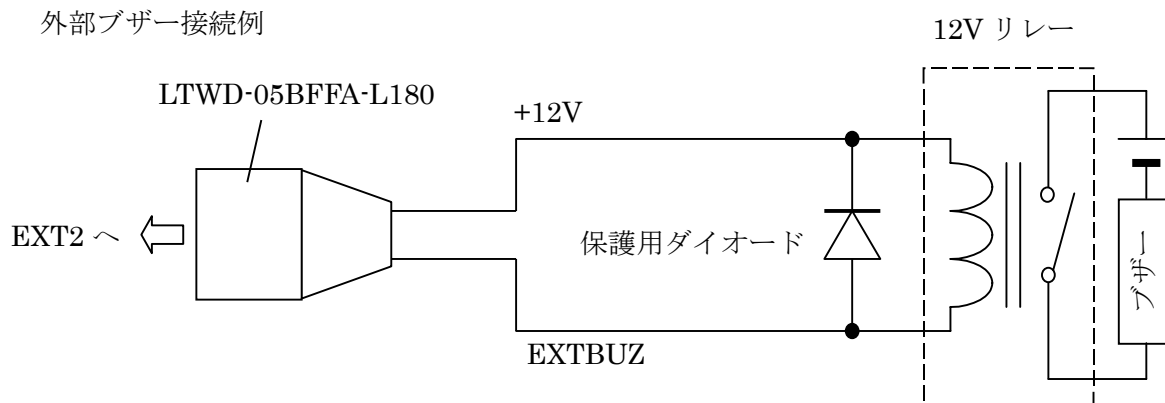 外部ブザー接続例
12V リレー
LTWD-05BFFA-L180
+12V
EXT2 へ
保護用ダイオード
ブザー
EXTBUZ